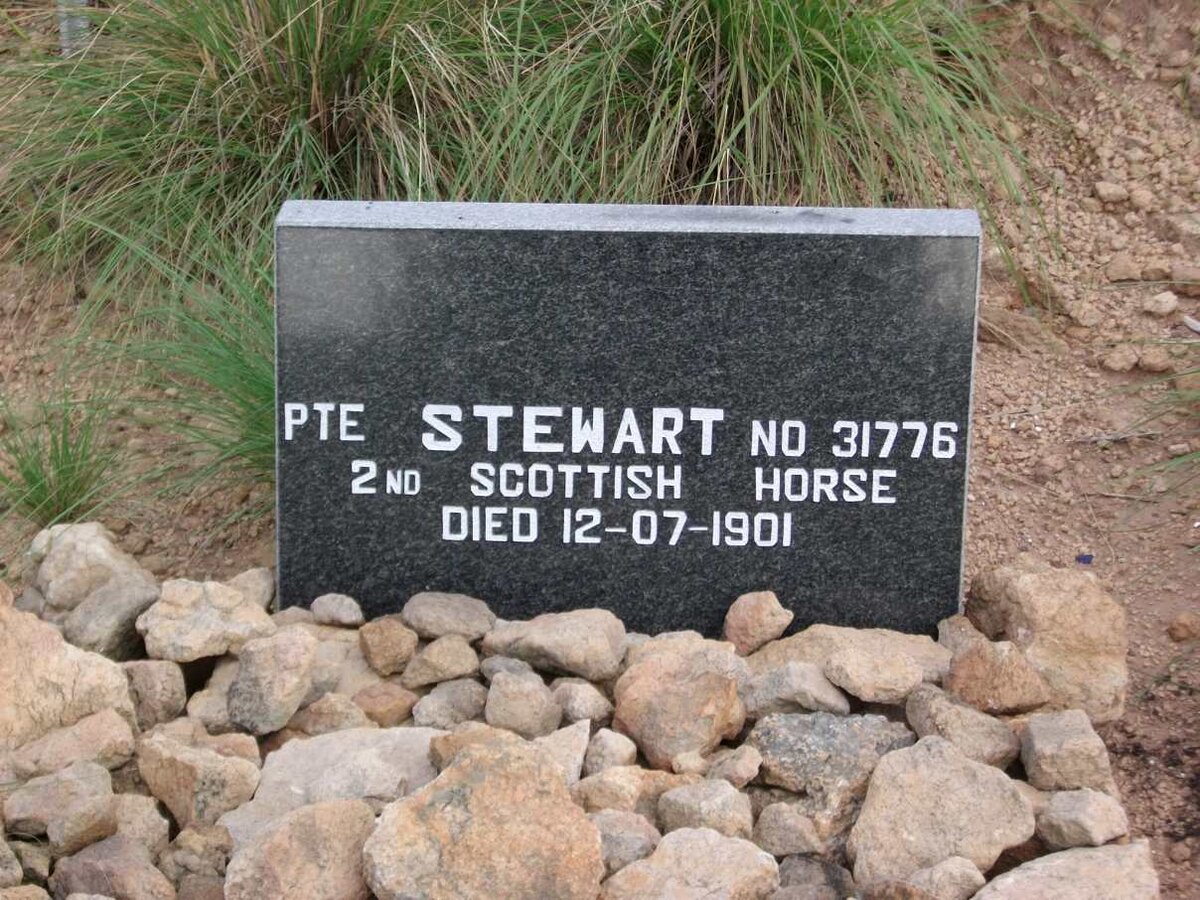 PTE STEWART NO 31776
2ND SCOTTISH HORSE
DIED 12-07-1901